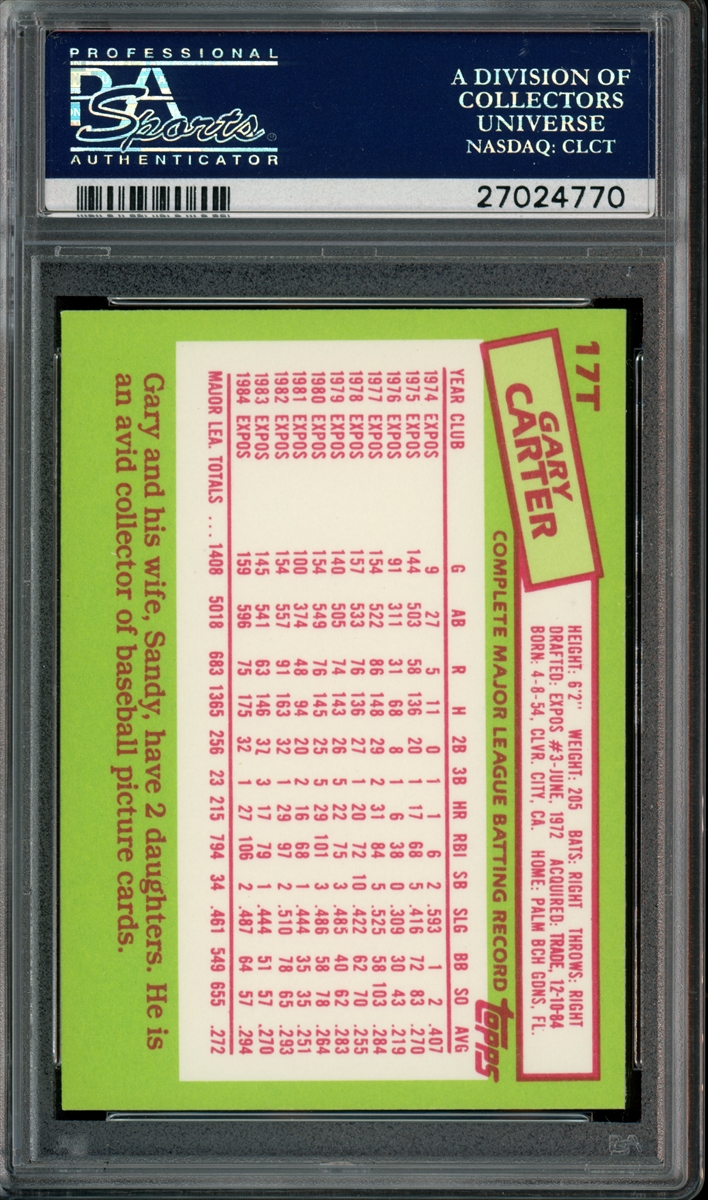 PROFESSIONAL
PSA
Sports
AUTHENTICATOR
A DIVISION OF
COLLECTORS
UNIVERSE
NASDAQ: CLCT
27024770
17T
GARY
CARTER
HEIGHT: 6'2" WEIGHT: 205 BATS: RIGHT THROWS: RIGHT
DRAFTED: EXPOS #3-JUNE, 1972 ACQUIRED: TRADE, 12-10-84
BORN: 4-8-54, CLVR. CITY, CA. HOME: PALM BCH GDNS, FL.
COMPLETE MAJOR LEAGUE BATTING RECORD
topps
YEAR CLUB G AB R H 2B 3B HR RBI SB SLG BB SO AVG
1974 EXPOS 9 27 5 11 0 1 1 6 2 .593 1 2 .407
1975 EXPOS 144 503 58 136 20 1 17 68 5 .416 72 83 .270
1976 EXPOS 91 311 31 68 8 1 6 38 0 .309 30 43 .219
1977 EXPOS 154 522 86 148 29 2 31 84 5 .525 58 103 .284
1978 EXPOS 157 533 76 136 27 1 20 72 10 .422 62 70 .255
1979 EXPOS 140 505 74 143 26 5 22 75 3 .485 40 62 .283
1980 EXPOS 154 549 76 145 25 5 29 101 3 .486 58 78 .264
1981 EXPOS 100 374 48 94 20 2 16 68 1 .444 35 35 .251
1982 EXPOS 154 557 91 163 32 1 29 97 2 .510 78 65 .293
1983 EXPOS 145 541 63 146 37 3 17 79 1 .444 51 57 .270
1984 EXPOS 159 596 75 175 32 1 27 106 2 .487 64 57 .294
MAJOR LEA. TOTALS ... 1408 5018 683 1365 256 23 215 794 34 .461 549 655 .272
Gary and his wife, Sandy, have 2 daughters. He is
an avid collector of baseball picture cards.
PSA